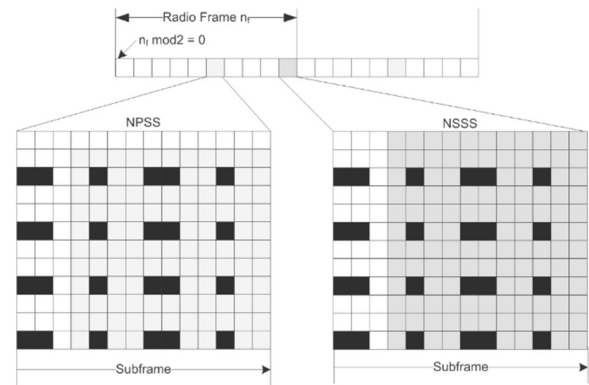 Radio Frame nf
nf mod2 = 0
NPSS
NSSS
Subframe
Subframe